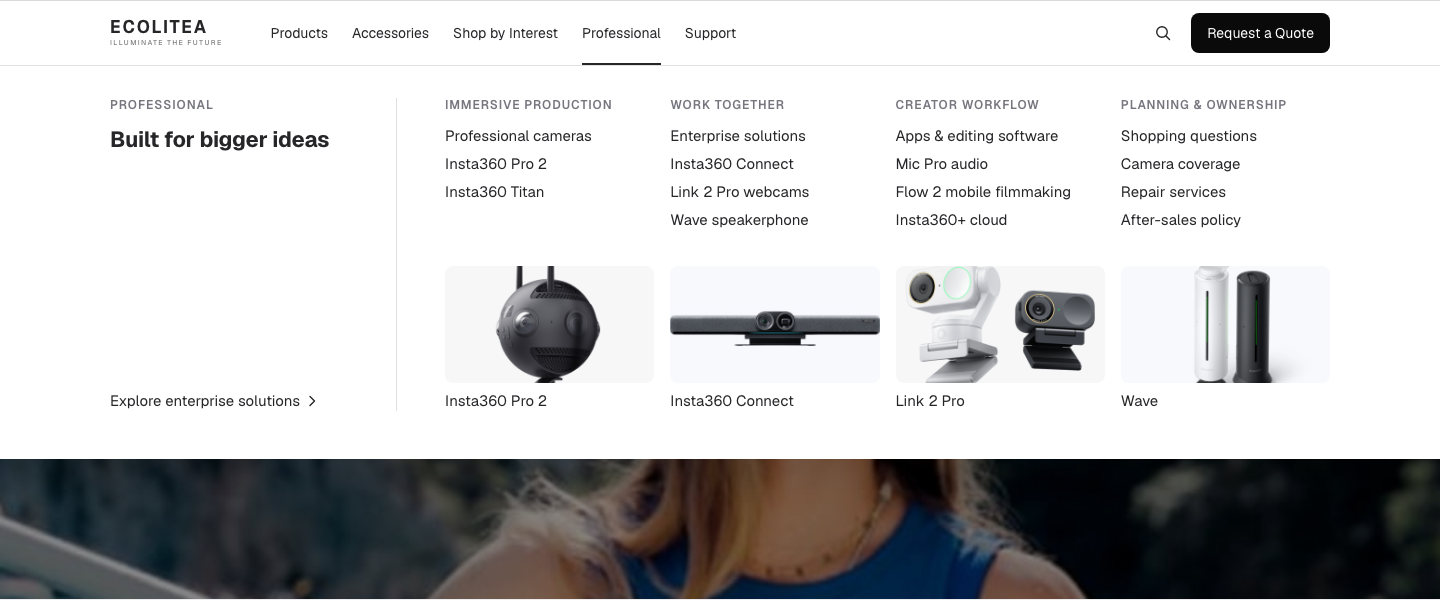 ECOLITEA
ILLUMINATE THE FUTURE
Products
Accessories
Shop by Interest
Professional
Support
Request a Quote
PROFESSIONAL
Built for bigger ideas
Explore enterprise solutions
IMMERSIVE PRODUCTION
Professional cameras
Insta360 Pro 2
Insta360 Titan
WORK TOGETHER
Enterprise solutions
Insta360 Connect
Link 2 Pro webcams
Wave speakerphone
CREATOR WORKFLOW
Apps & editing software
Mic Pro audio
Flow 2 mobile filmmaking
Insta360+ cloud
PLANNING & OWNERSHIP
Shopping questions
Camera coverage
Repair services
After-sales policy
Insta360 Pro 2
Insta360 Connect
Link 2 Pro
Wave